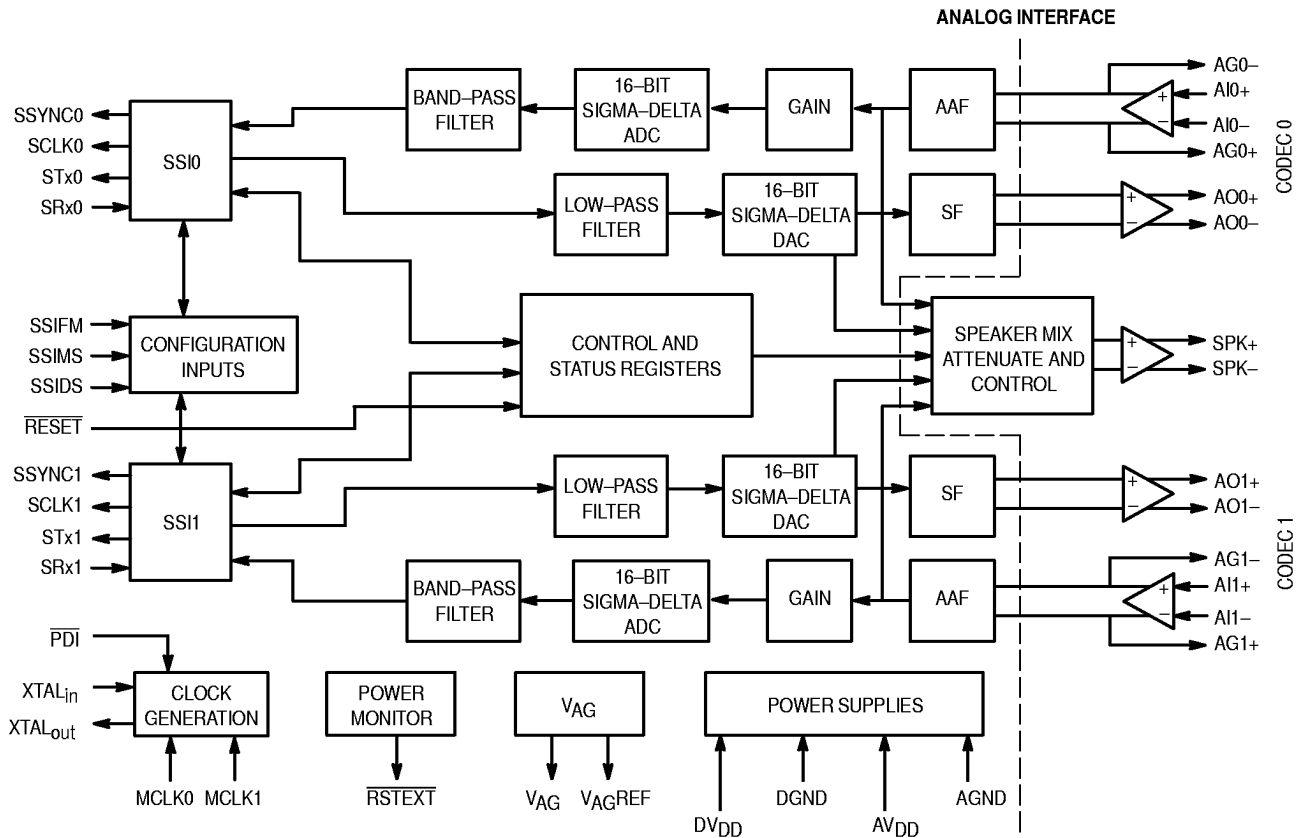 ANALOG INTERFACE
SSYNC0
SCLK0
STx0
SRx0
SSI0
BAND–PASS
FILTER
16–BIT
SIGMA–DELTA
ADC
GAIN
AAF
+
–
AG0–
AI0+
AI0–
AG0+
CODEC 0
LOW–PASS
FILTER
16–BIT
SIGMA–DELTA
DAC
SF
+
–
AO0+
AO0–
SSIFM
SSIMS
SSIDS
RESET
CONFIGURATION
INPUTS
CONTROL AND
STATUS REGISTERS
SPEAKER MIX
ATTENUATE AND
CONTROL
+
–
SPK+
SPK–
SSYNC1
SCLK1
STx1
SRx1
SSI1
LOW–PASS
FILTER
16–BIT
SIGMA–DELTA
DAC
SF
+
–
AO1+
AO1–
CODEC 1
BAND–PASS
FILTER
16–BIT
SIGMA–DELTA
ADC
GAIN
AAF
+
–
AG1–
AI1+
AI1–
AG1+
PDI
XTALin
XTALout
CLOCK
GENERATION
MCLK0 MCLK1
POWER
MONITOR
RSTEXT
VAG
VAG VAGREF
POWER SUPPLIES
DVDD
DGND
AVDD
AGND